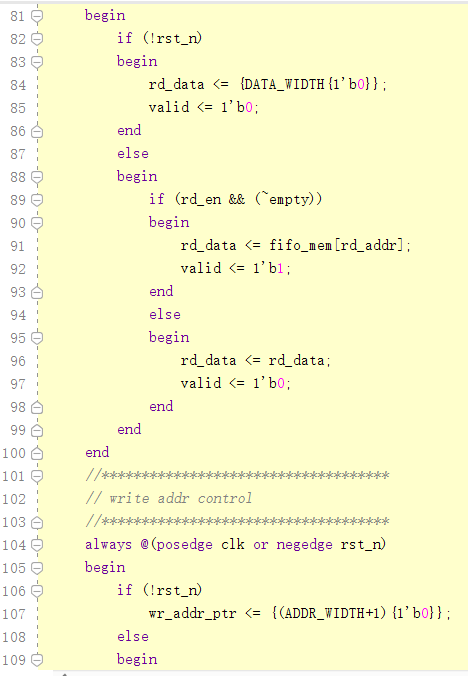 81 begin
82 if (!rst_n)
83 begin
84 rd_data <= {DATA_WIDTH{1'b0}};
85 valid <= 1'b0;
86 end
87 else
88 begin
89 if (rd_en && (~empty))
90 begin
91 rd_data <= fifo_mem[rd_addr];
92 valid <= 1'b1;
93 end
94 else
95 begin
96 rd_data <= rd_data;
97 valid <= 1'b0;
98 end
99 end
100 end
101 //************************************
102 // write addr control
103 //************************************
104 always @(posedge clk or negedge rst_n)
105 begin
106 if (!rst_n)
107 wr_addr_ptr <= {(ADDR_WIDTH+1){1'b0}};
108 else
109 begin